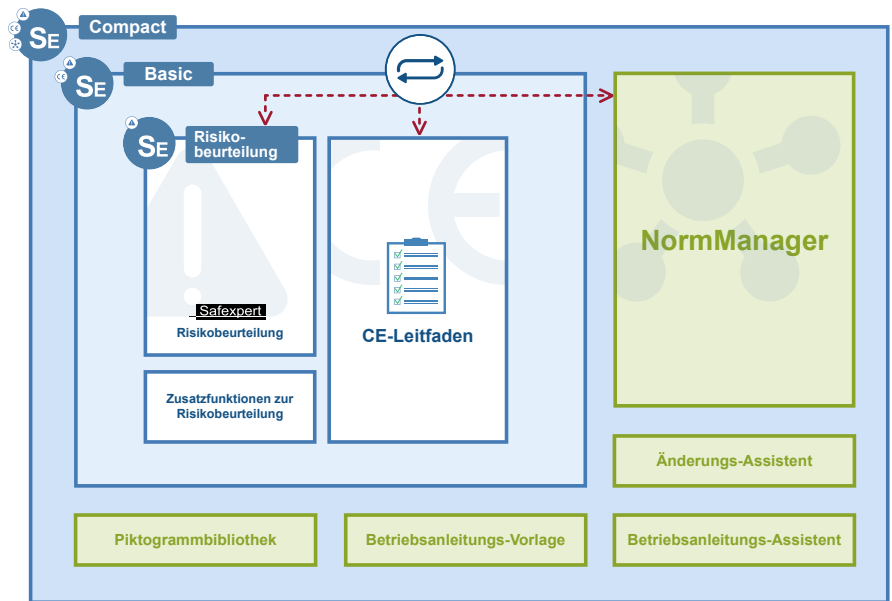 SE
Compact
SE
Basic
SE
Risiko-
beurteilung
Safexpert
Risikobeurteilung
CE-Leitfaden
NormManager
Zusatzfunktionen zur
Risikobeurteilung
Änderungs-Assistent
Piktogrammbibliothek
Betriebsanleitungs-Vorlage
Betriebsanleitungs-Assistent